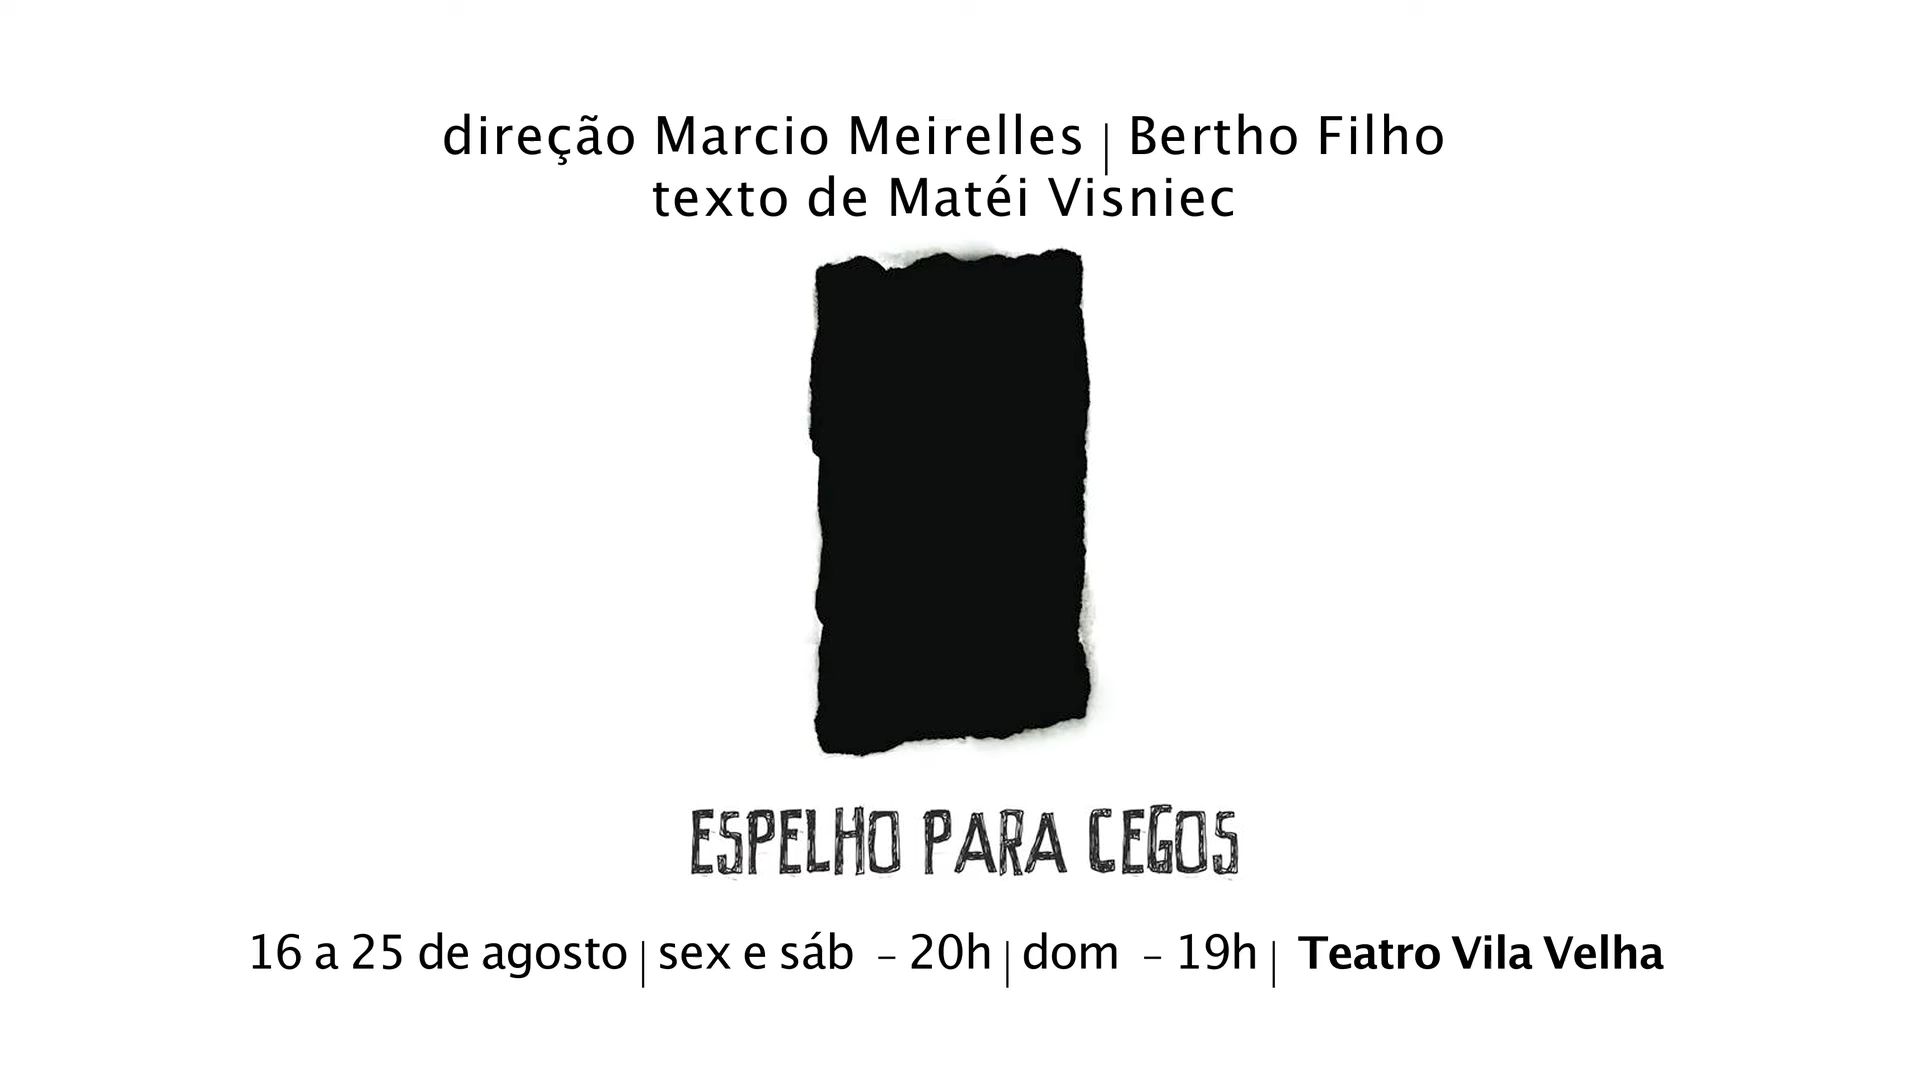 direção Marcio Meirelles | Bertho Filho
texto de Matéi Visniec
ESPELHO PARA CEGOS
16 a 25 de agosto | sex e sáb – 20h | dom – 19h | Teatro Vila Velha